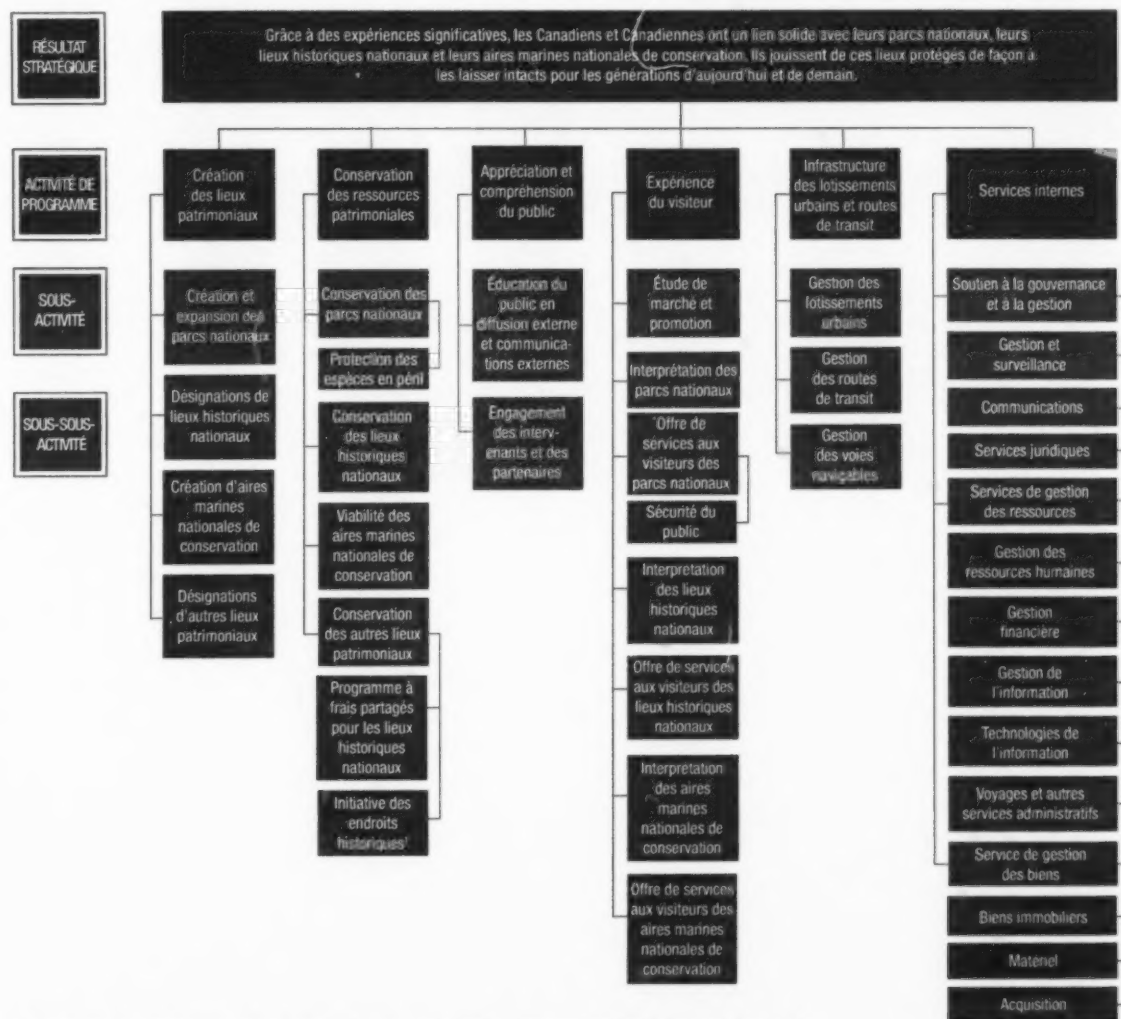 RÉSULTAT
STRATÉGIQUE
Grâce à des expériences significatives, les Canadiens et Canadiennes ont un lien solide avec leurs parcs nationaux, leurs
lieux historiques nationaux et leurs aires marines nationales de conservation. Ils jouissent de ces lieux protégés de façon à
les laisser intacts pour les générations d'aujourd'hui et de demain.
ACTIVITÉ DE
PROGRAMME
SOUS-
ACTIVITÉ
SOUS-SOUS-
ACTIVITÉ
Création
des lieux
patrimoniaux
Création et
expansion des
parcs nationaux
Désignations de
lieux historiques
nationaux
Création d'aires
marines
nationales de
conservation
Désignations
d'autres lieux
patrimoniaux
Conservation
des ressources
patrimoniales
Conservation des
parcs nationaux
Protection des
espèces en péril
Conservation
des lieux
historiques
nationaux
Viabilité des
aires marines
nationales de
conservation
Conservation
des autres lieux
patrimoniaux
Programme à
frais partagés
pour les lieux
historiques
nationaux
Initiative des
endroits
historiques¹
Appréciation et
compréhension
du public
Éducation du
public en
diffusion externe
et communica-
tions externes
Engagement
des interv-
enants et des
partenaires
Expérience
du visiteur
Étude de
marché et
promotion
Interprétation des
parcs nationaux
Offre de
services aux
visiteurs des
parcs nationaux
Sécurité du
public
Interpretation
des lieux
historiques
nationaux
Offre de services
aux visiteurs des
lieux historiques
nationaux
Interprétation
des aires
marines
nationales de
conservation
Offre de services
aux visiteurs des
aires marines
nationales de
conservation
Infrastructure
des lotissements
urbains et routes
de transit
Gestion des
lotissements
urbains
Gestion
des routes
de transit
Gestion
des voies
navigables
Services internes
Soutien à la gouvernance
et à la gestion
Gestion et
surveillance
Communications
Services juridiques
Services de gestion
des ressources
Gestion des
ressources humaines
Gestion
financière
Gestion de
l'information
Technologies de
l'information
Voyages et autres
services administratifs
Service de gestion
des biens
Biens immobiliers
Matériel
Acquisition